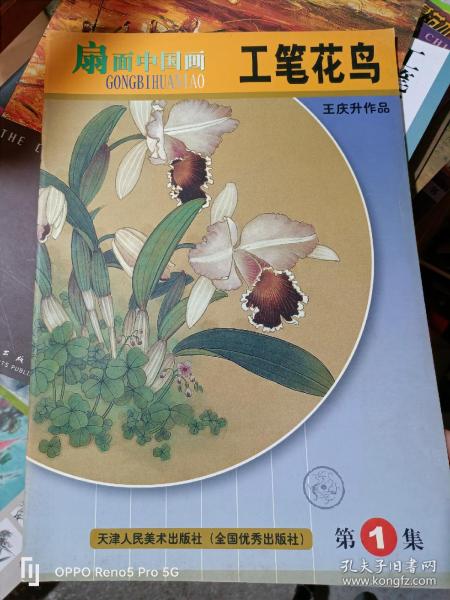 扇面中国画
GONGBIHUANIAO
工笔花鸟
王庆升作品
天津人民美术出版社（全国优秀出版社）
第1集
OPPO Reno5 Pro 5G
孔夫子旧书网
www.kongfz.com